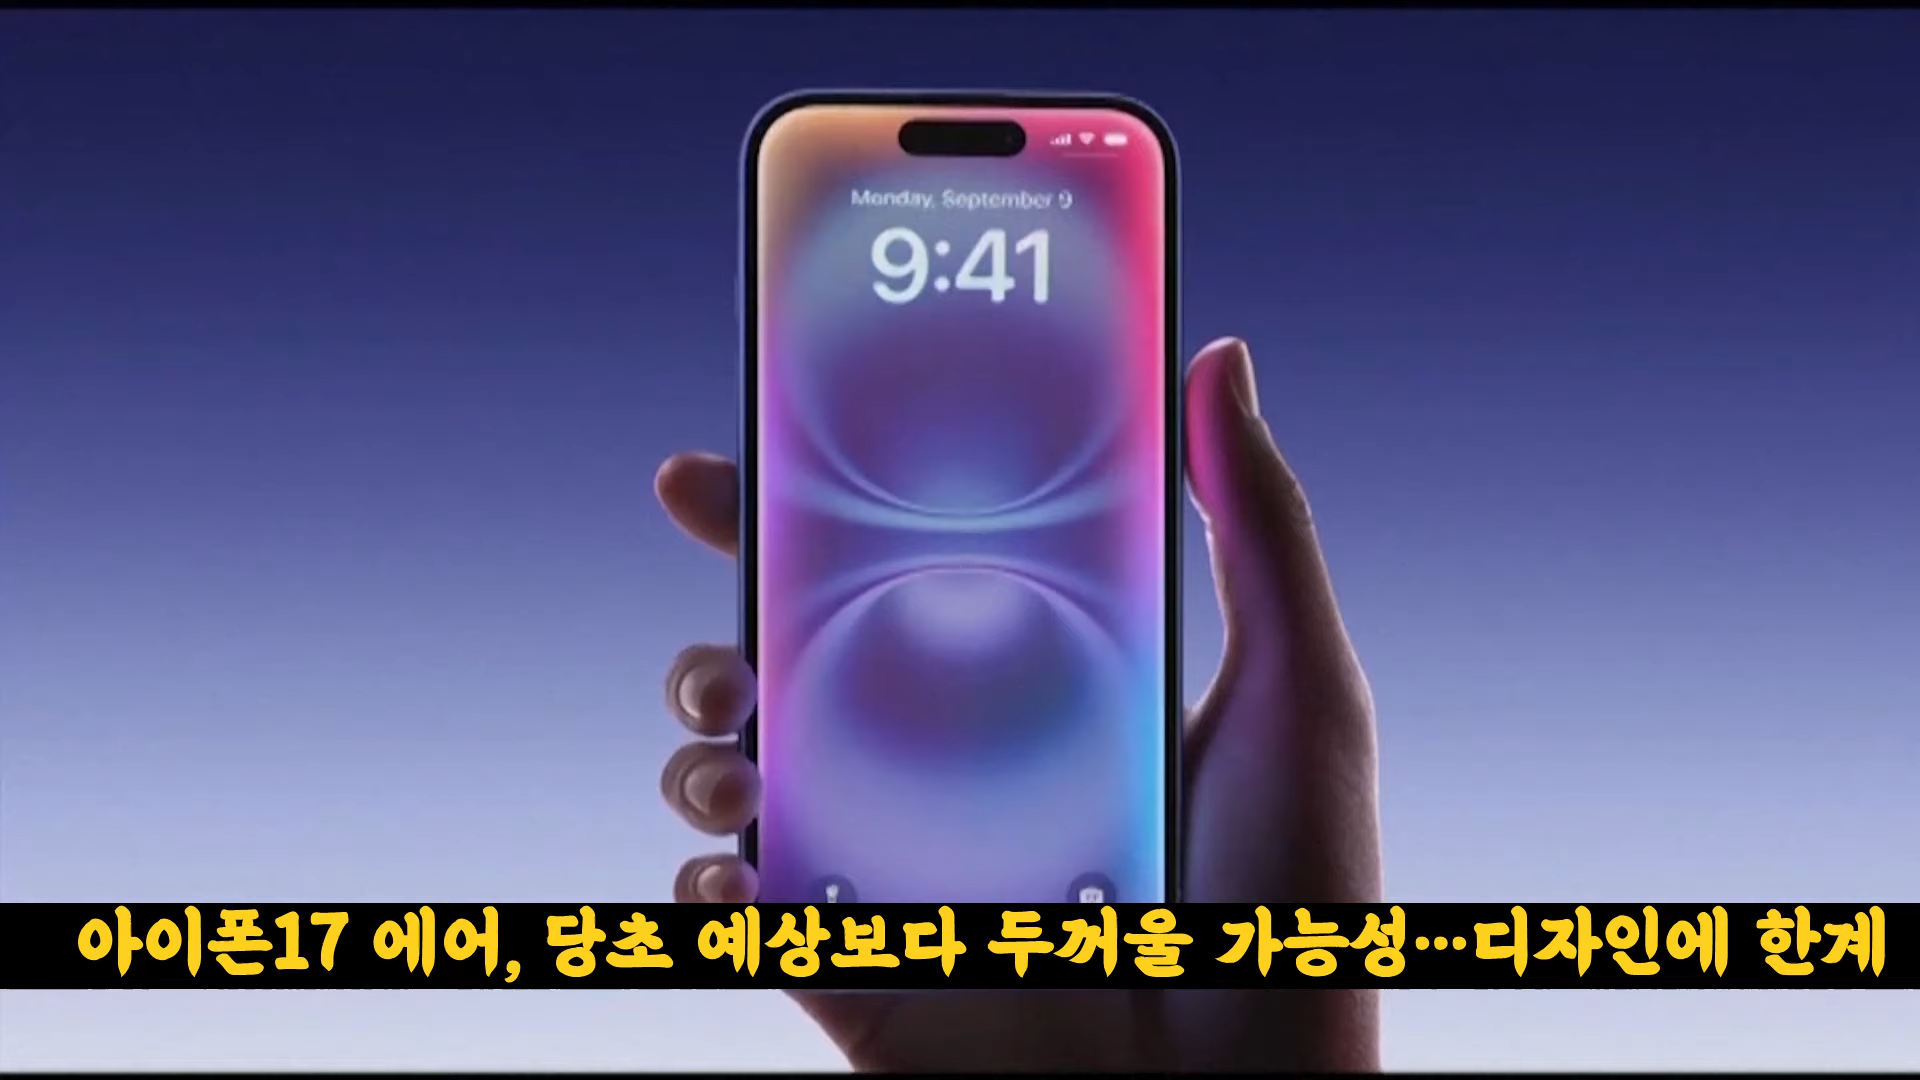 Monday, September 9
9:41
아이폰17 에어, 당초 예상보다 두꺼울 가능성…디자인에 한계